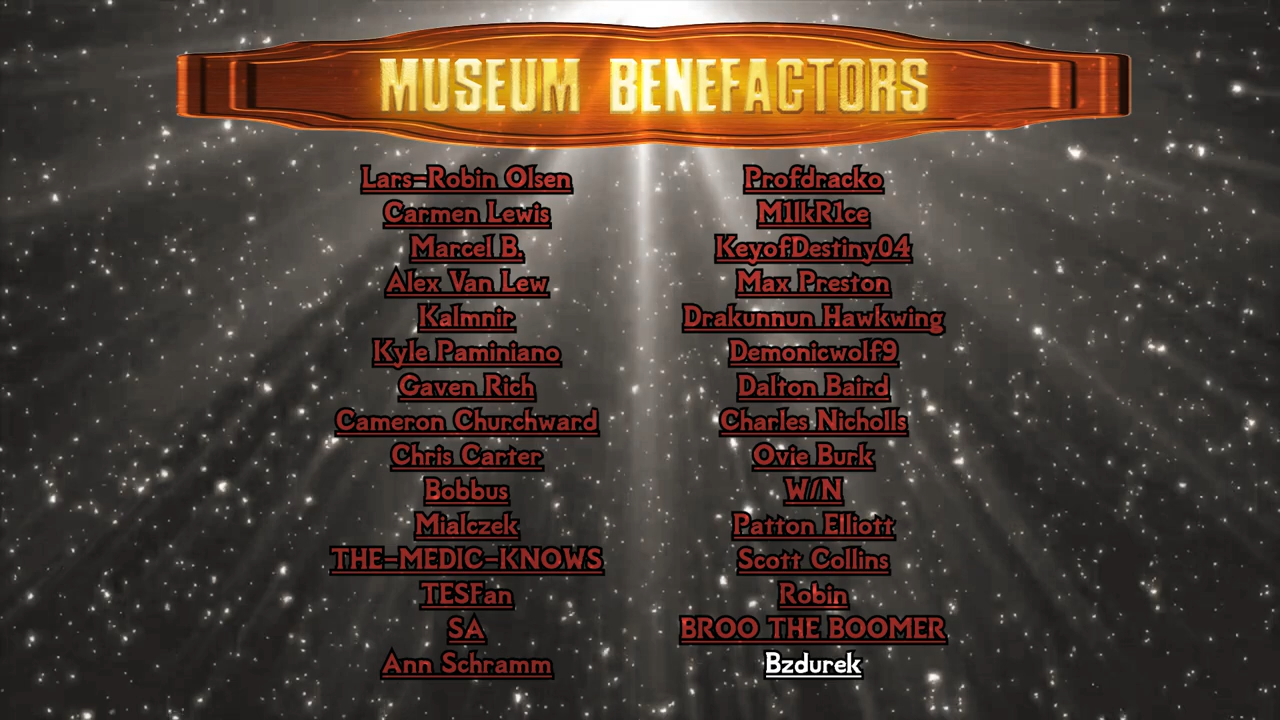 MUSEUM BENEFACTORS
Lars-Robin Olsen
Carmen Lewis
Marcel B.
Alex Van Lew
Kalmnir
Kyle Paminiano
Gaven Rich
Cameron Churchward
Chris Carter
Bobbus
Mialczek
THE-MEDIC-KNOWS
TESFan
SA
Ann Schramm
Profdracko
M1lkR1ce
KeyofDestiny04
Max Preston
Drakunnun Hawkwing
Demonicwolf9
Dalton Baird
Charles Nicholls
Ovie Burk
W/N
Patton Elliott
Scott Collins
Robin
BROO THE BOOMER
Bzdurek